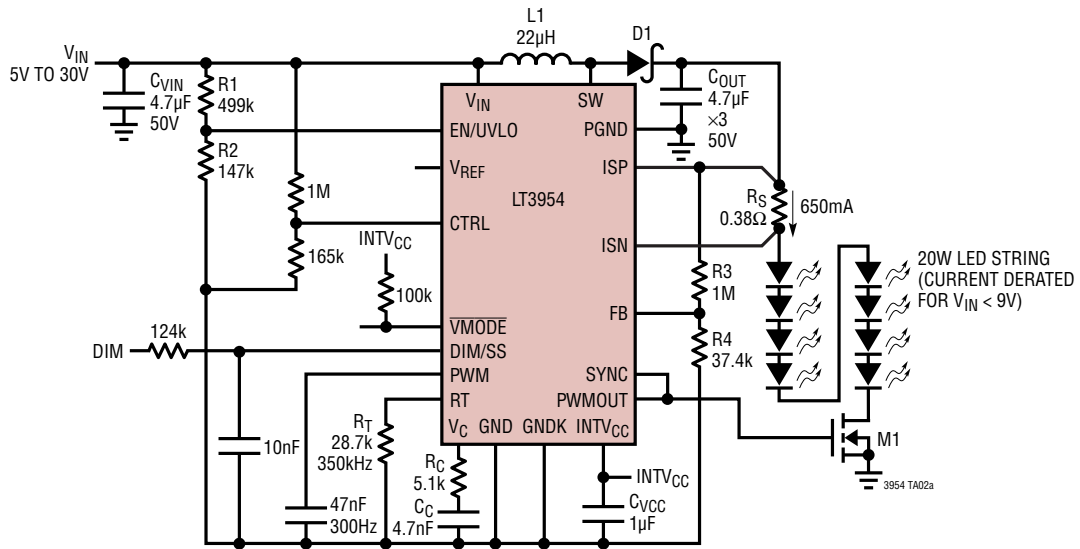 L1
22µH
D1
VIN
5V TO 30V
CVIN
4.7µF
50V
R1
499k
VIN
SW
COUT
4.7µF
×3
50V
EN/UVLO
PGND
R2
147k
VREF
ISP
1M
LT3954
RS
0.38Ω
650mA
CTRL
ISN
INTVCC
165k
R3
1M
20W LED STRING
(CURRENT DERATED
FOR VIN < 9V)
100k
FB
VMODE
R4
37.4k
124k
DIM
DIM/SS
PWM
SYNC
RT
PWMOUT
VC
GND
GNDK
INTVCC
M1
RT
28.7k
350kHz
10nF
RC
5.1k
INTVCC
3954 TA02a
47nF
300Hz
CC
4.7nF
CVCC
1µF